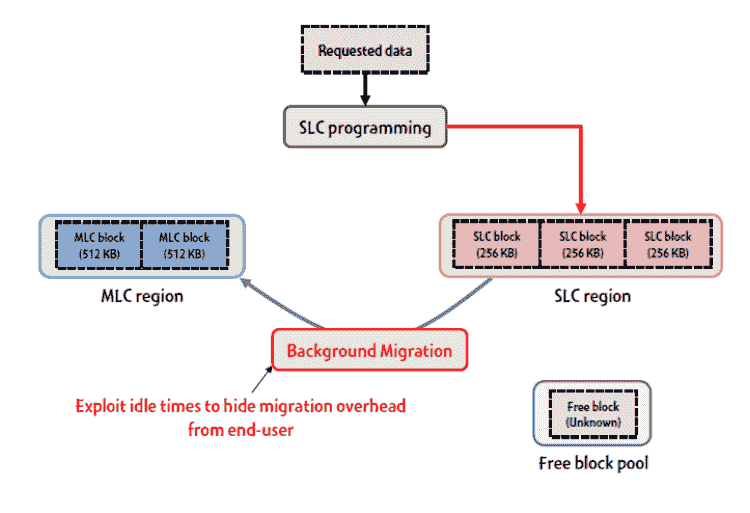 Requested data
SLC programming
MLC block
(512 KB)
MLC block
(512 KB)
MLC region
SLC block
(256 KB)
SLC block
(256 KB)
SLC block
(256 KB)
SLC region
Background Migration
Exploit idle times to hide migration overhead
from end-user
Free block
(Unknown)
Free block pool